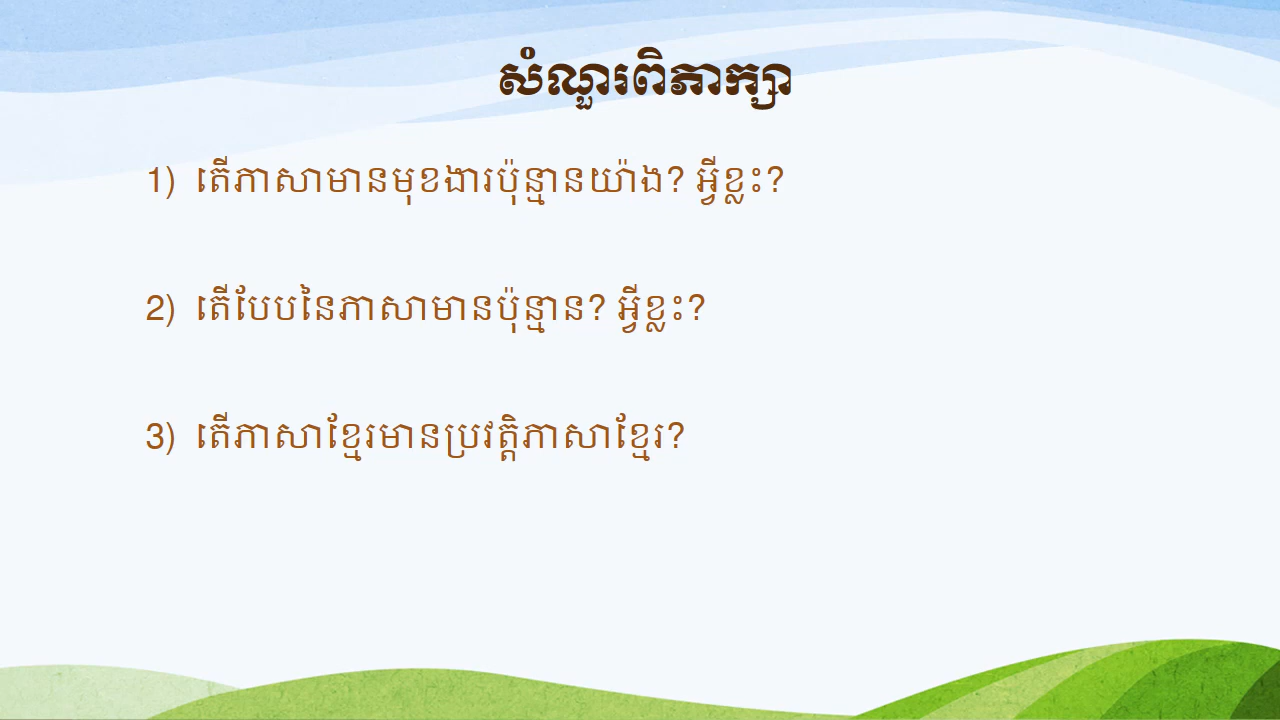 សំណួរពិភាក្សា
1) តើភាសាមានមុខងារប៉ុន្មានយ៉ាង? អ្វីខ្លះ?
2) តើបែបនៃភាសាមានប៉ុន្មាន? អ្វីខ្លះ?
3) តើភាសាខ្មែរមានប្រវត្តិភាសាខ្មែរ?